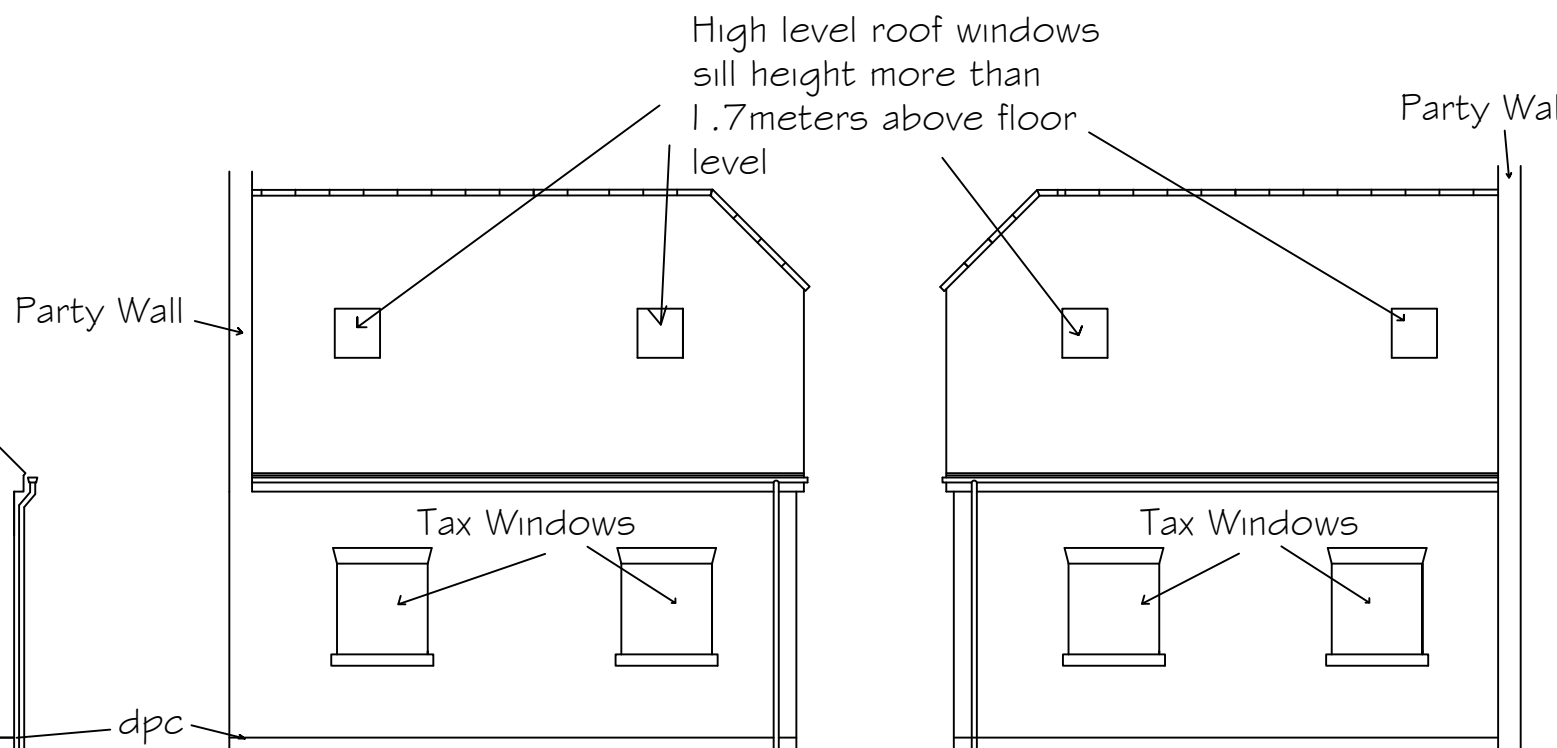 High level roof windows
sill height more than
1.7meters above floor
level
Party Wal
Party Wall
Tax Windows
Tax Windows
dpc